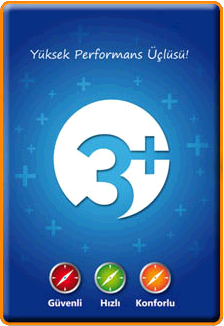 Yüksek Performans Üçlüsü!
3+
Güvenli Hızlı Konforlu